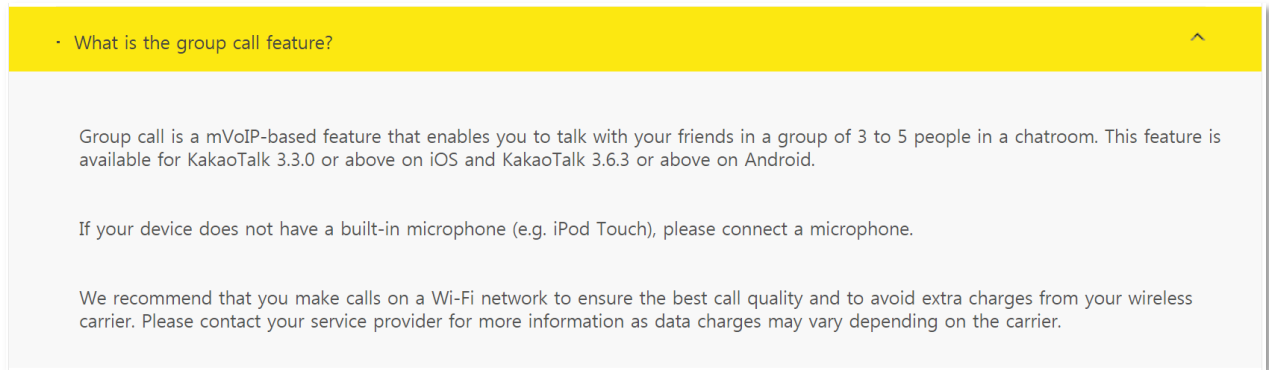 · What is the group call feature?
Group call is a mVoIP-based feature that enables you to talk with your friends in a group of 3 to 5 people in a chatroom. This feature is
available for KakaoTalk 3.3.0 or above on iOS and KakaoTalk 3.6.3 or above on Android.
If your device does not have a built-in microphone (e.g. iPod Touch), please connect a microphone.
We recommend that you make calls on a Wi-Fi network to ensure the best call quality and to avoid extra charges from your wireless
carrier. Please contact your service provider for more information as data charges may vary depending on the carrier.